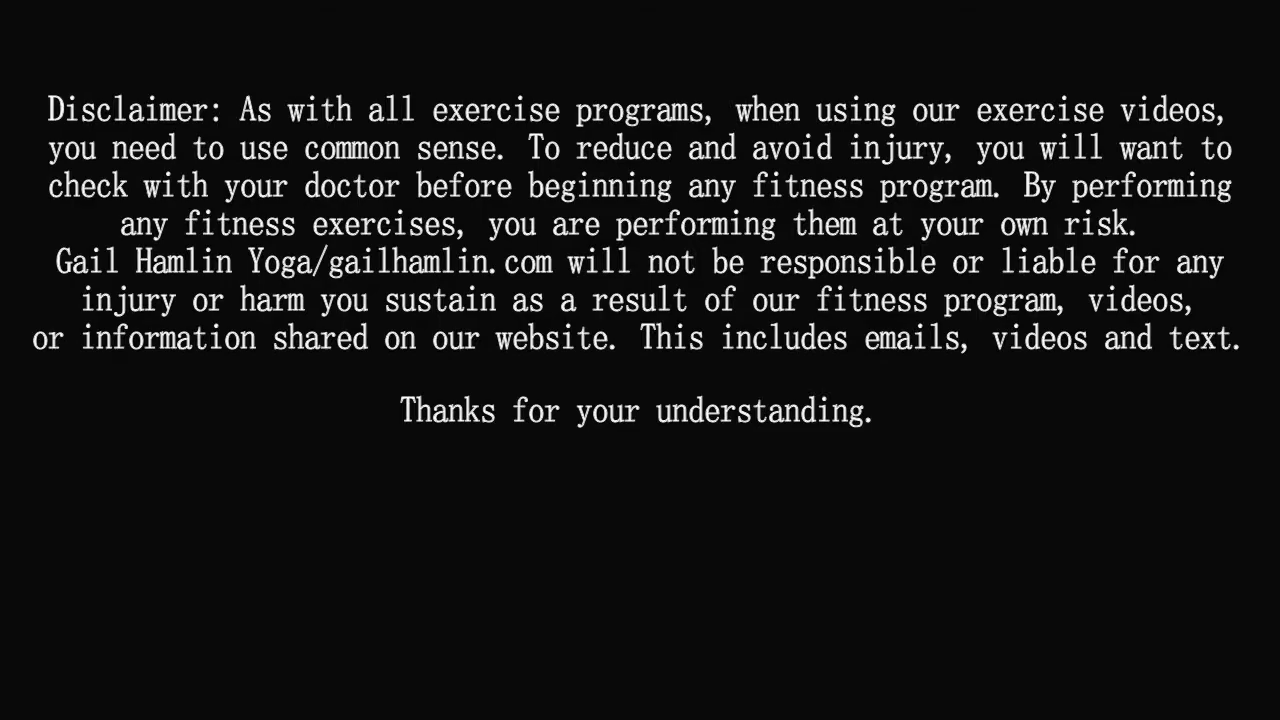 Disclaimer: As with all exercise programs, when using our exercise videos,
you need to use common sense. To reduce and avoid injury, you will want to
check with your doctor before beginning any fitness program. By performing
any fitness exercises, you are performing them at your own risk.
Gail Hamlin Yoga/gailhamlin.com will not be responsible or liable for any
injury or harm you sustain as a result of our fitness program, videos,
or information shared on our website. This includes emails, videos and text.
Thanks for your understanding.